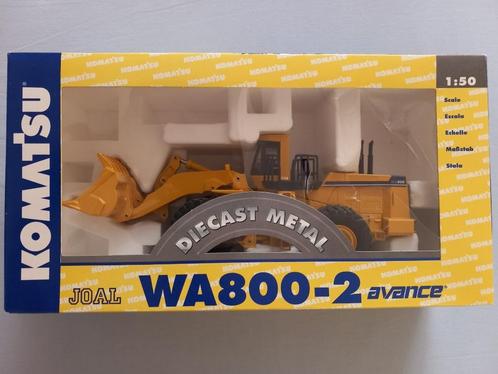 KOMATSU
1:50
Scale
Escala
Echelle
Maßstab
Scala
DIECAST METAL
JOAL
WA800-2 avance